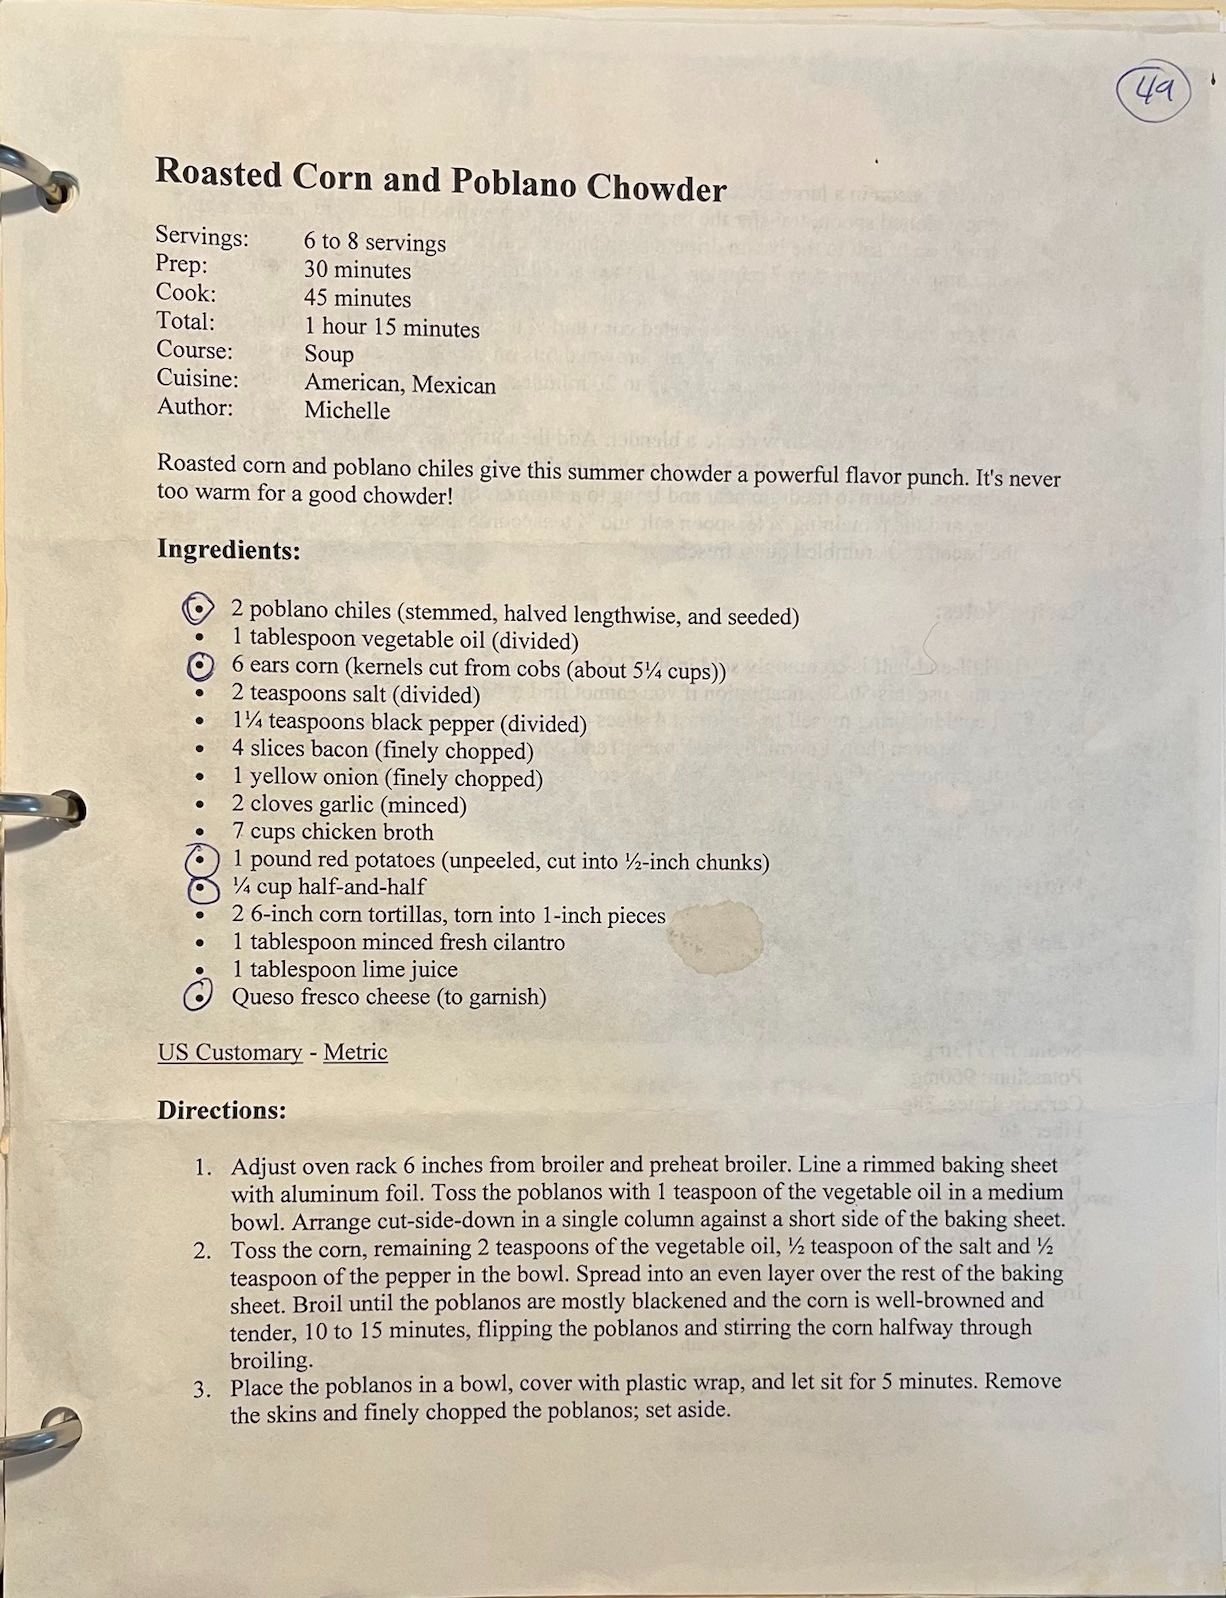 49
Roasted Corn and Poblano Chowder
Servings: 6 to 8 servings
Prep: 30 minutes
Cook: 45 minutes
Total: 1 hour 15 minutes
Course: Soup
Cuisine: American, Mexican
Author: Michelle
Roasted corn and poblano chiles give this summer chowder a powerful flavor punch. It's never
too warm for a good chowder!
Ingredients:
• 2 poblano chiles (stemmed, halved lengthwise, and seeded)
• 1 tablespoon vegetable oil (divided)
• 6 ears corn (kernels cut from cobs (about 5¼ cups))
• 2 teaspoons salt (divided)
• 1¼ teaspoons black pepper (divided)
• 4 slices bacon (finely chopped)
• 1 yellow onion (finely chopped)
• 2 cloves garlic (minced)
• 7 cups chicken broth
• 1 pound red potatoes (unpeeled, cut into ½-inch chunks)
• ¼ cup half-and-half
• 2 6-inch corn tortillas, torn into 1-inch pieces
• 1 tablespoon minced fresh cilantro
• 1 tablespoon lime juice
• Queso fresco cheese (to garnish)
US Customary - Metric
Directions:
1. Adjust oven rack 6 inches from broiler and preheat broiler. Line a rimmed baking sheet
with aluminum foil. Toss the poblanos with 1 teaspoon of the vegetable oil in a medium
bowl. Arrange cut-side-down in a single column against a short side of the baking sheet.
2. Toss the corn, remaining 2 teaspoons of the vegetable oil, ½ teaspoon of the salt and ½
teaspoon of the pepper in the bowl. Spread into an even layer over the rest of the baking
sheet. Broil until the poblanos are mostly blackened and the corn is well-browned and
tender, 10 to 15 minutes, flipping the poblanos and stirring the corn halfway through
broiling.
3. Place the poblanos in a bowl, cover with plastic wrap, and let sit for 5 minutes. Remove
the skins and finely chopped the poblanos; set aside.